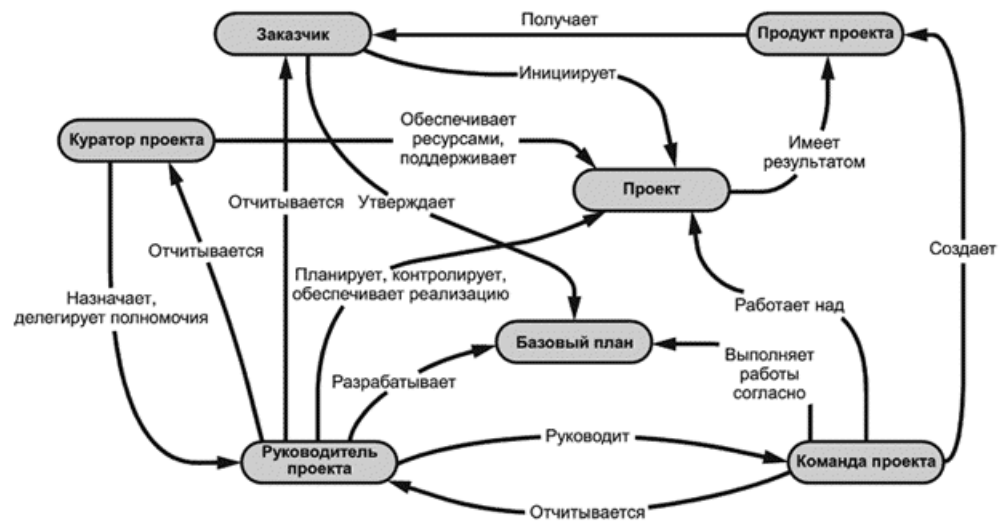 Получает
Заказчик
Продукт проекта
Инициирует
Куратор проекта
Обеспечивает
ресурсами,
поддерживает
Имеет
результатом
Проект
Отчитывается
Утверждает
Отчитывается
Создает
Планирует, контролирует,
обеспечивает реализацию
Назначает,
делегирует полномочия
Работает над
Базовый план
Выполняет
работы
согласно
Разрабатывает
Руководит
Руководитель
проекта
Команда проекта
Отчитывается